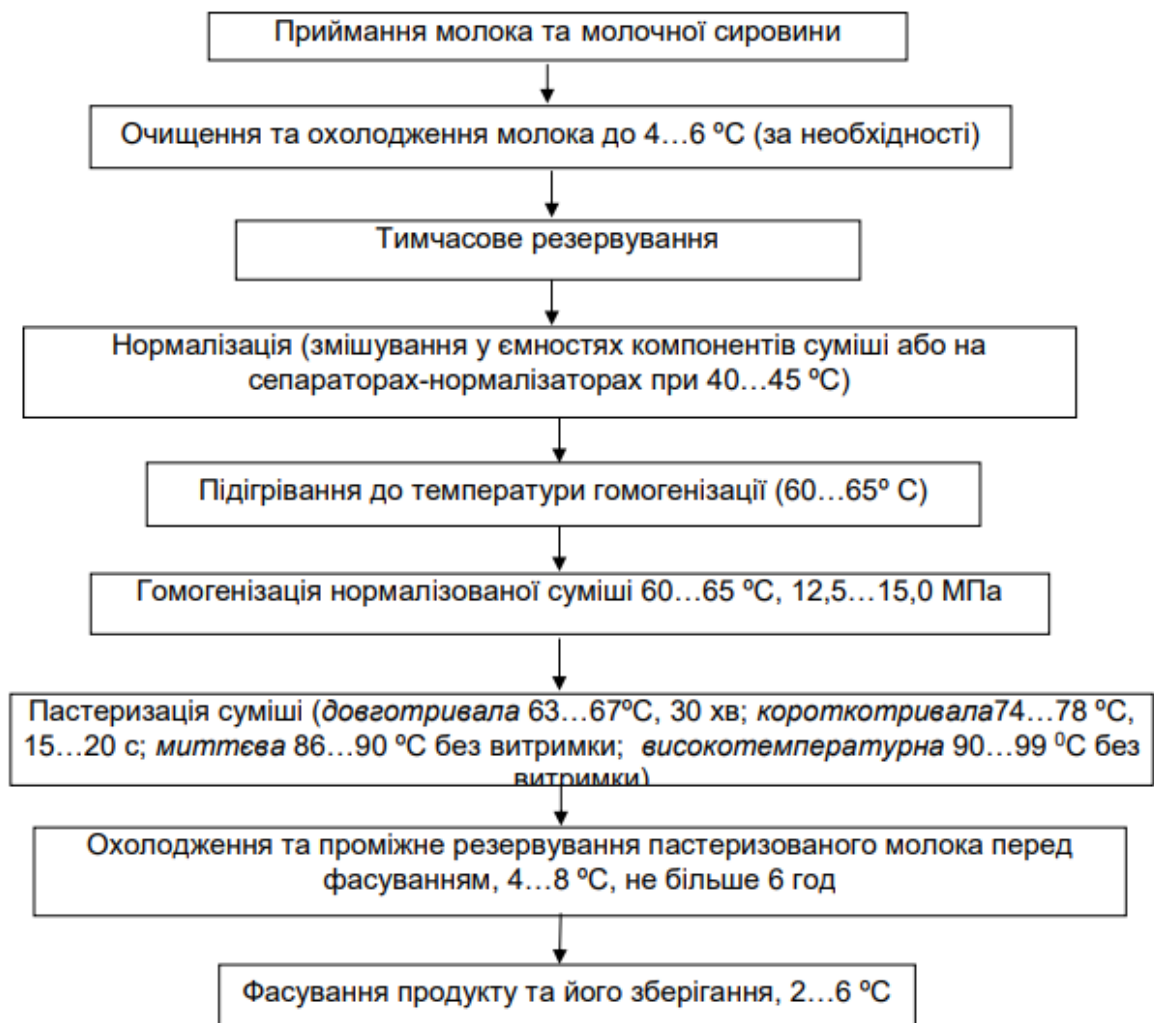 Приймання молока та молочної сировини
Очищення та охолодження молока до 4…6 ºС (за необхідності)
Тимчасове резервування
Нормалізація (змішування у ємностях компонентів суміші або на
сепараторах-нормалізаторах при 40…45 ºС)
Підігрівання до температури гомогенізації (60…65º С)
Гомогенізація нормалізованої суміші 60…65 ºС, 12,5…15,0 МПа
Пастеризація суміші (довготривала 63…67ºС, 30 хв; короткотривала74…78 ºС,
15…20 с; миттєва 86…90 ºС без витримки;  високотемпературна 90…99 ⁰С без
витримки)
Охолодження та проміжне резервування пастеризованого молока перед
фасуванням, 4…8 ºС, не більше 6 год
Фасування продукту та його зберігання, 2…6 ºС